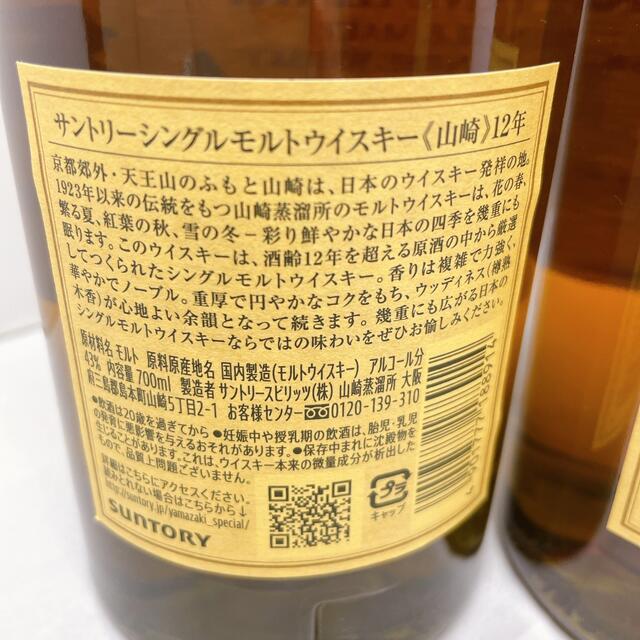 サントリーシングルモルトウイスキー《山崎》12年
京都郊外・天王山のふもと山崎は、日本のウイスキー発祥の地。
1923年以来の伝統をもつ山崎蒸溜所のモルトウイスキーは、花の春、
繁る夏、紅葉の秋、雪の冬−彩り鮮やかな日本の四季を幾重にも
眠ります。このウイスキーは、酒齢12年を超える原酒の中から厳選
してつくられたシングルモルトウイスキー。香りは複雑で力強く、
華やかでノーブル。重厚で円やかなコクをもち、ウッディネス(樽熟
木香)が心地よい余韻となって続きます。幾重にも広がる日本の
シングルモルトウイスキーならではの味わいをぜひお愉しみください。
原材料名 モルト 原料原産地名 国内製造(モルトウイスキー) アルコール分
43% 内容量 700ml 製造者 サントリースピリッツ(株) 山崎蒸溜所 大阪
府三島郡島本町山崎5丁目2-1 お客様センター 0120-139-310
●飲酒は20歳を過ぎてから ●妊娠中や授乳期の飲酒は、胎児・乳児
の発育に悪影響を与えるおそれがあります。 ●保存中まれに沈殿物を
生じることがあります。これは、ウイスキー本来の微量成分が析出した
もので、品質上問題ございません。
詳細はこちらにアクセスください。
読みとれない場合はこちらから↓
http://suntory.jp/yamazaki_special/
SUNTORY
プラ
キャップ